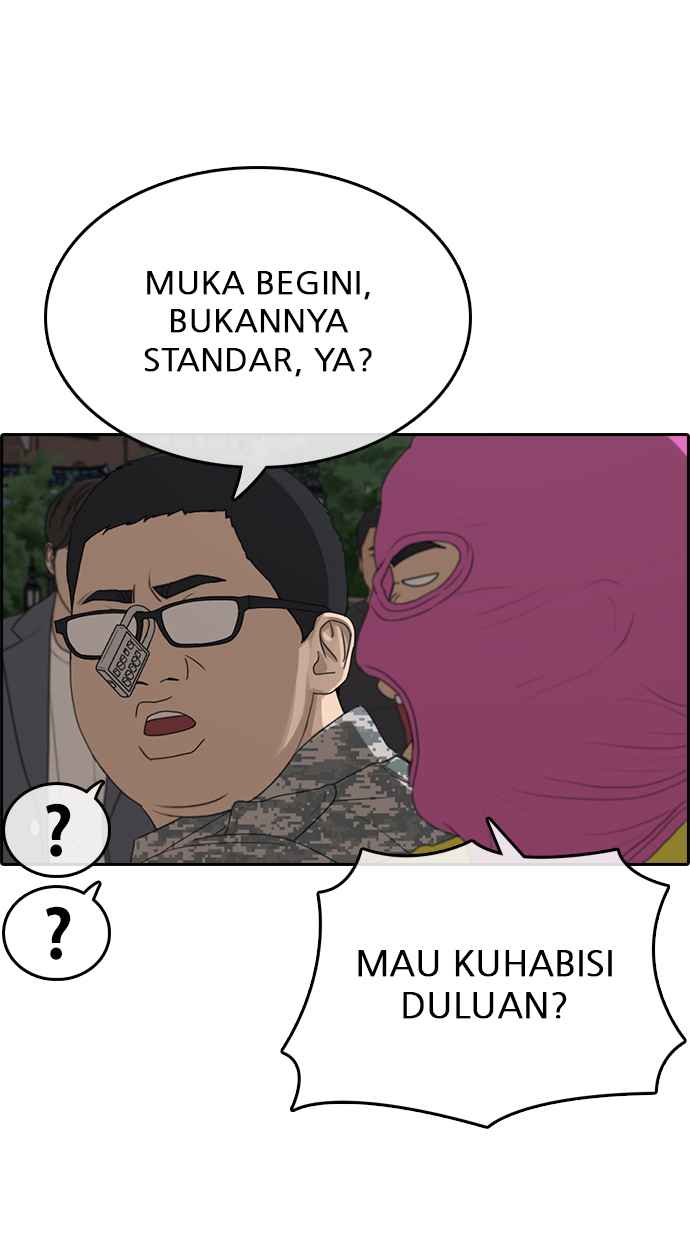 MUKA BEGINI,
BUKANNYA
STANDAR, YA?
?
?
MAU KUHABISI
DULUAN?